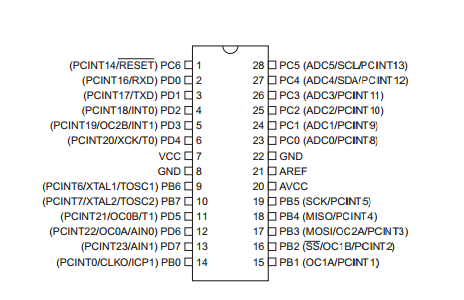 (PCINT14/RESET) PC6 1 28 PC5 (ADC5/SCL/PCINT13)
(PCINT16/RXD) PD0 2 27 PC4 (ADC4/SDA/PCINT12)
(PCINT17/TXD) PD1 3 26 PC3 (ADC3/PCINT11)
(PCINT18/INT0) PD2 4 25 PC2 (ADC2/PCINT10)
(PCINT19/OC2B/INT1) PD3 5 24 PC1 (ADC1/PCINT9)
(PCINT20/XCK/T0) PD4 6 23 PC0 (ADC0/PCINT8)
VCC 7 22 GND
GND 8 21 AREF
(PCINT6/XTAL1/TOSC1) PB6 9 20 AVCC
(PCINT7/XTAL2/TOSC2) PB7 10 19 PB5 (SCK/PCINT5)
(PCINT21/OC0B/T1) PD5 11 18 PB4 (MISO/PCINT4)
(PCINT22/OC0A/AIN0) PD6 12 17 PB3 (MOSI/OC2A/PCINT3)
(PCINT23/AIN1) PD7 13 16 PB2 (SS/OC1B/PCINT2)
(PCINT0/CLKO/ICP1) PB0 14 15 PB1 (OC1A/PCINT1)